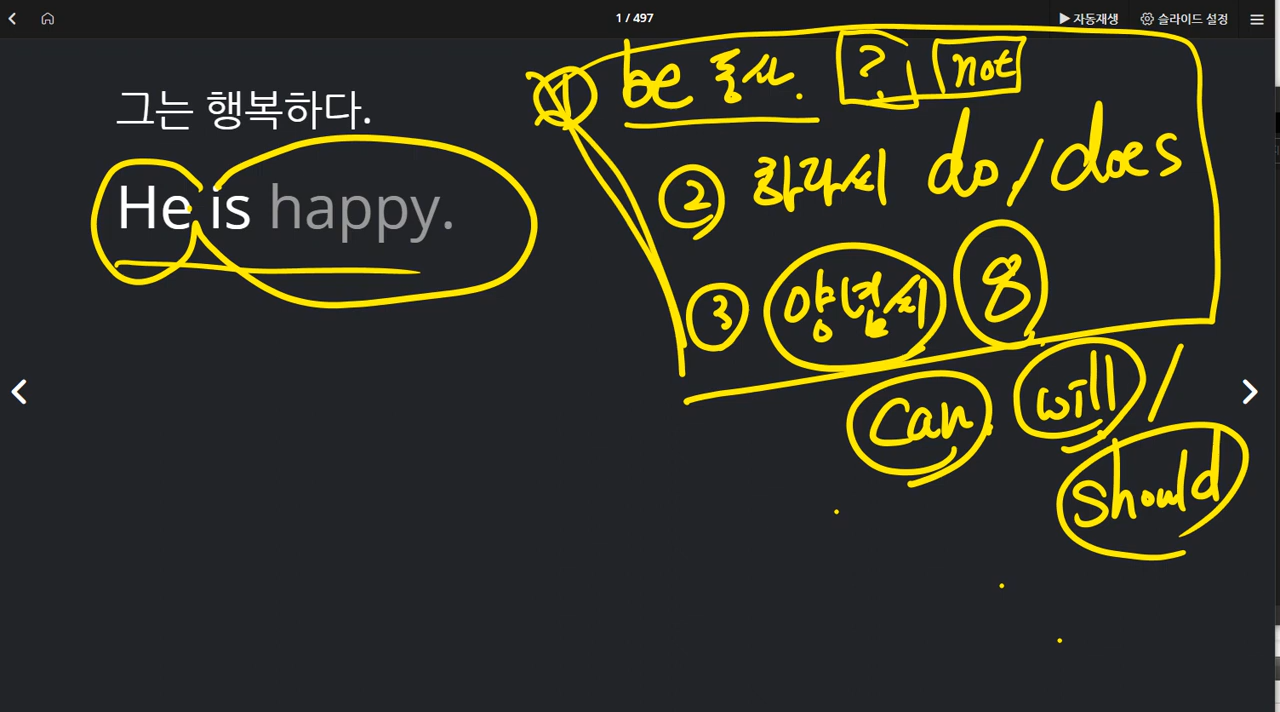 1 / 497
▶ 자동재생
슬라이드 설정
그는 행복하다.
He is happy.
① be 동사. ? not
② 하다씨 do / does
③ 양념씨 8
can will /
should